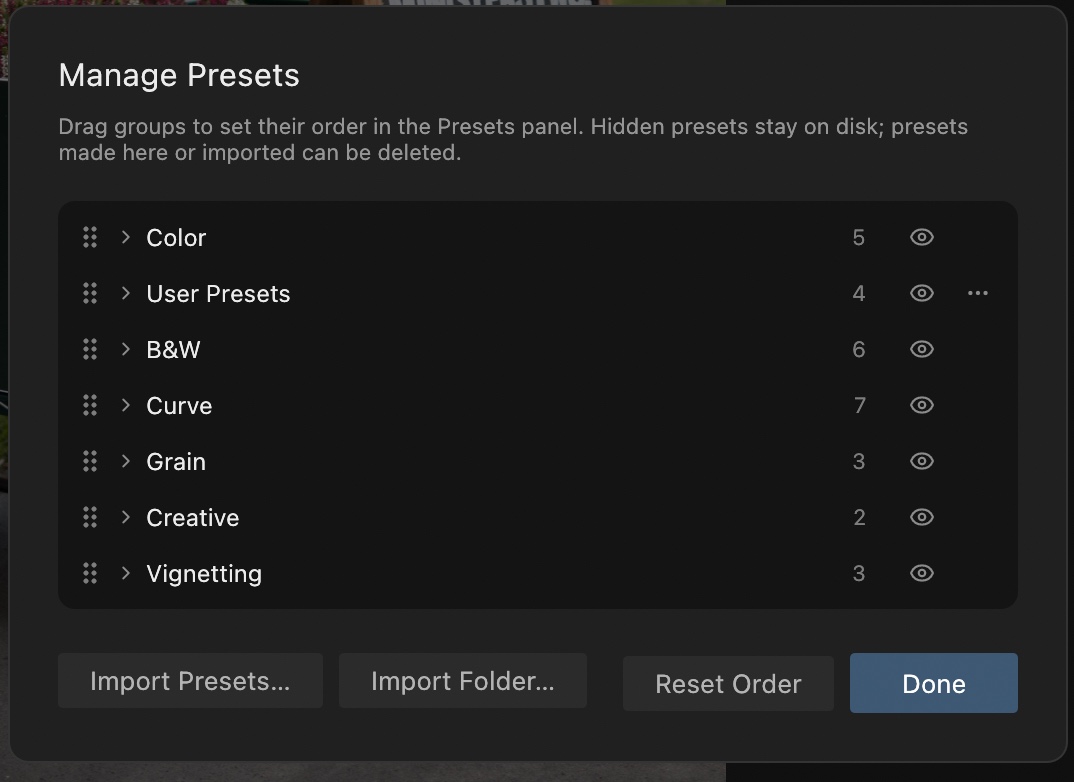 Manage Presets
Drag groups to set their order in the Presets panel. Hidden presets stay on disk; presets
made here or imported can be deleted.
Color 5
User Presets 4 ...
B&W 6
Curve 7
Grain 3
Creative 2
Vignetting 3
Import Presets... Import Folder... Reset Order Done